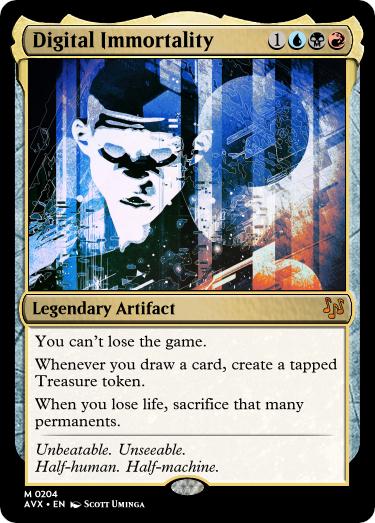 Digital Immortality 1
Legendary Artifact
You can't lose the game.
Whenever you draw a card, create a tapped
Treasure token.
When you lose life, sacrifice that many
permanents.
Unbeatable. Unseeable.
Half-human. Half-machine.
M 0204
AVX • EN Scott Uminga